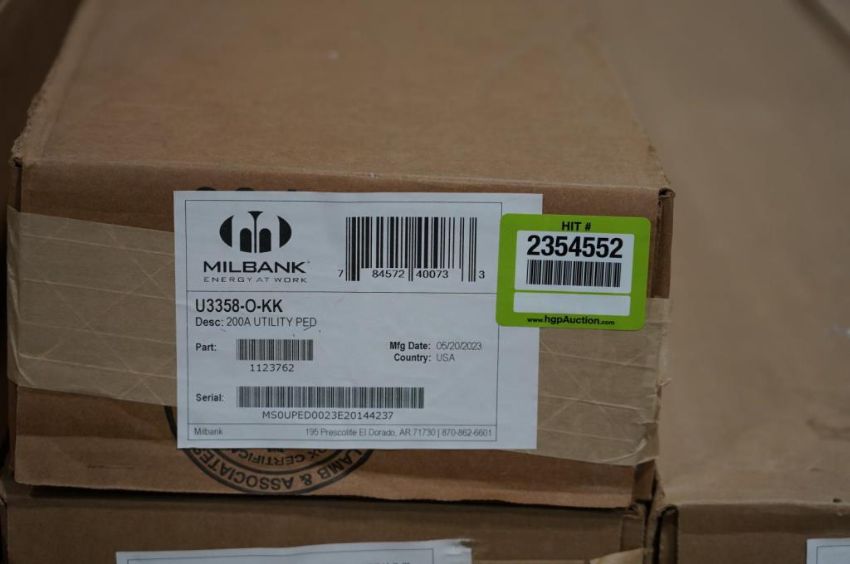 MILBANK
ENERGY AT WORK
7 84572 40073 3
HIT #
2354552
www.hgpAuction.com
U3358-O-KK
Desc: 200A UTILITY PED
Part:
1123762
Mfg Date: 05/20/2023
Country: USA
Serial:
MS0UPED0023E20144237
Milbank 195 Prescolite El Dorado, AR 71730 | 870-862-6601
LAMB & ASSOCIATES